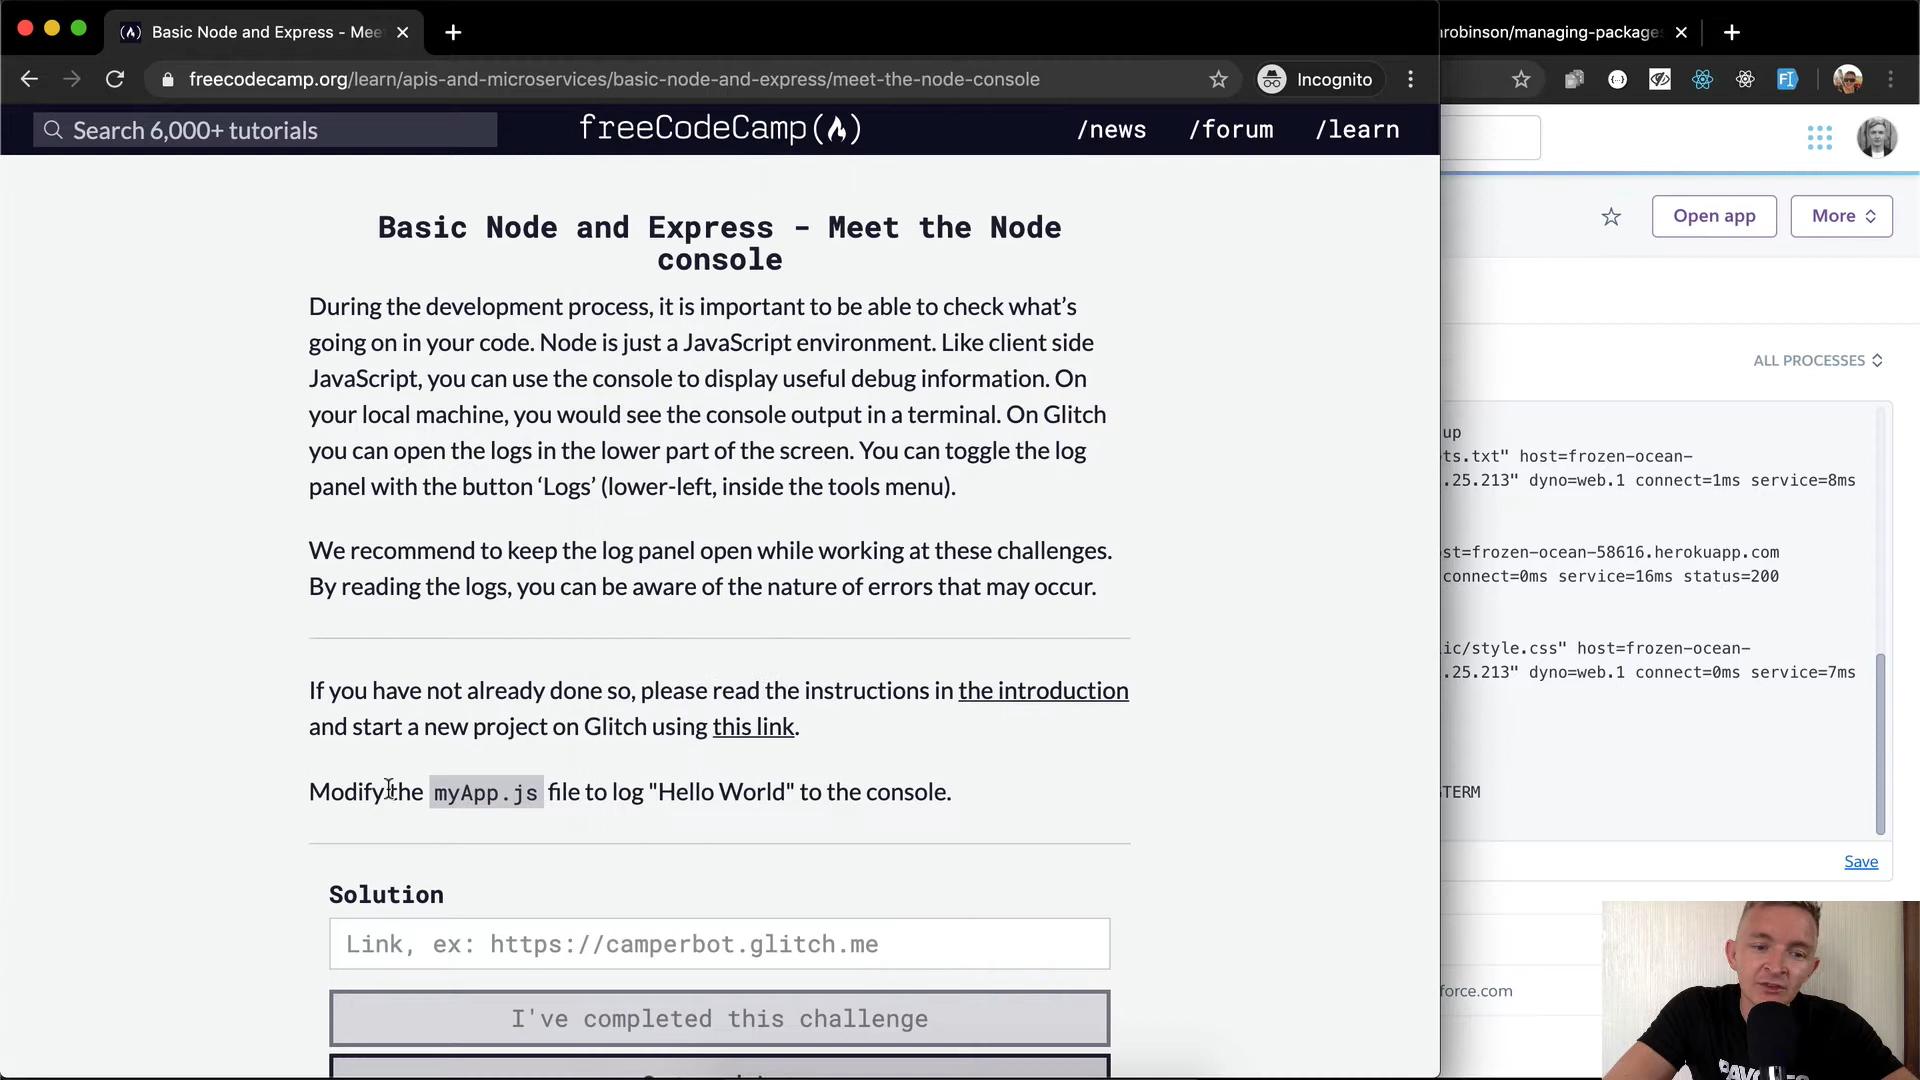 Basic Node and Express - Mee
robinson/managing-package
freecodecamp.org/learn/apis-and-microservices/basic-node-and-express/meet-the-node-console
Incognito
Search 6,000+ tutorials
freeCodeCamp
/news
/forum
/learn
Open app
More
Basic Node and Express - Meet the Node
console
During the development process, it is important to be able to check what's
going on in your code. Node is just a JavaScript environment. Like client side
JavaScript, you can use the console to display useful debug information. On
your local machine, you would see the console output in a terminal. On Glitch
you can open the logs in the lower part of the screen. You can toggle the log
panel with the button ‘Logs’ (lower-left, inside the tools menu).
We recommend to keep the log panel open while working at these challenges.
By reading the logs, you can be aware of the nature of errors that may occur.
If you have not already done so, please read the instructions in the introduction
and start a new project on Glitch using this link.
Modify the myApp.js file to log "Hello World" to the console.
Solution
Link, ex: https://camperbot.glitch.me
I've completed this challenge
ALL PROCESSES
up
ts.txt" host=frozen-ocean-
.25.213" dyno=web.1 connect=1ms service=8ms
st=frozen-ocean-58616.herokuapp.com
connect=0ms service=16ms status=200
ic/style.css" host=frozen-ocean-
.25.213" dyno=web.1 connect=0ms service=7ms
GTERM
Save
force.com